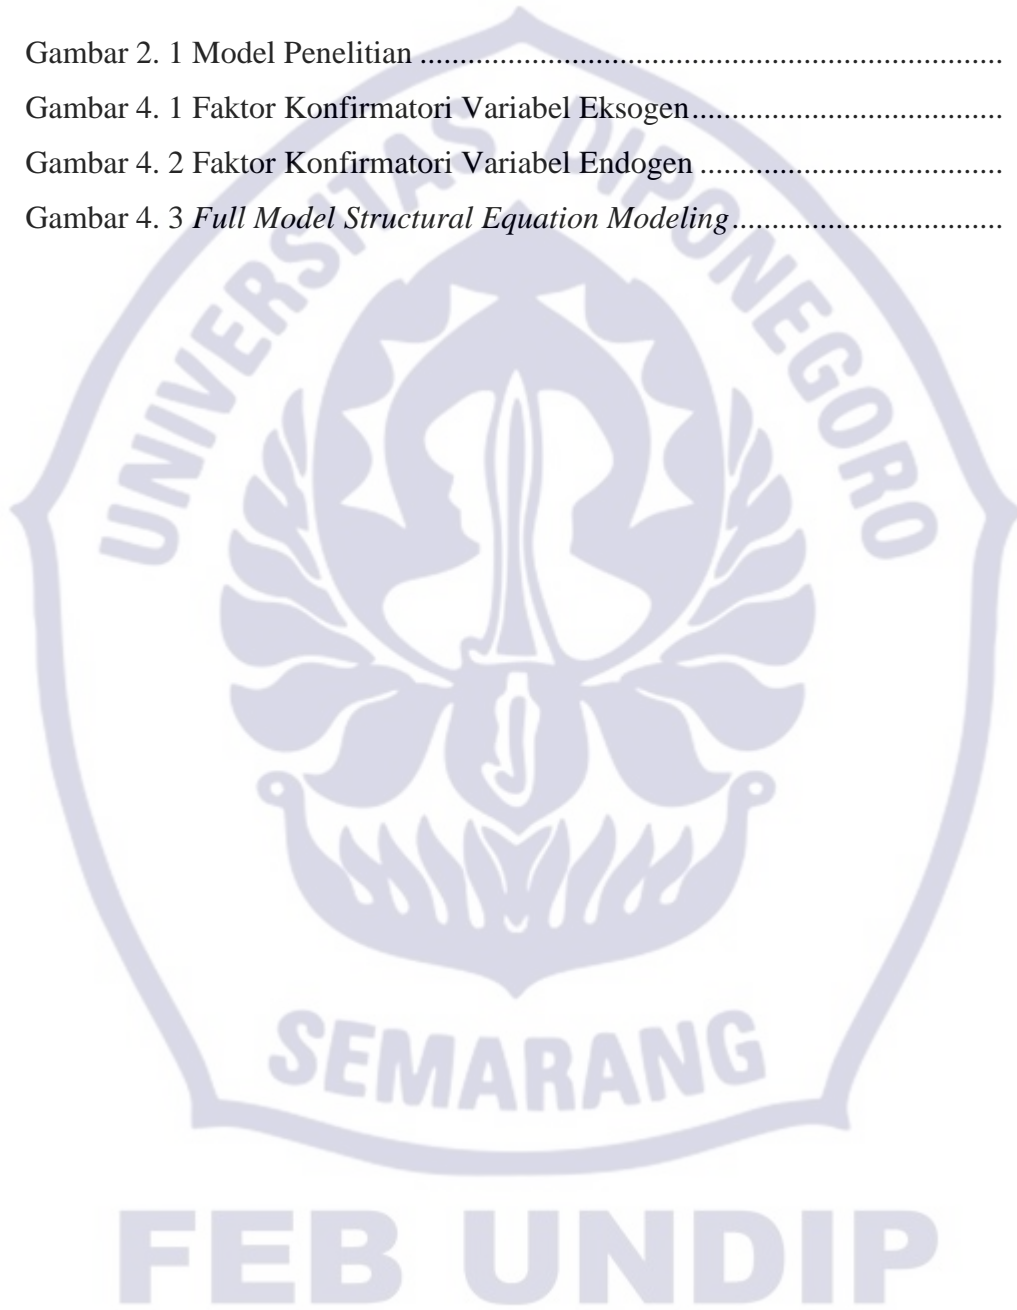 Gambar 2. 1 Model Penelitian ........................................................................
Gambar 4. 1 Faktor Konfirmatori Variabel Eksogen......................................
Gambar 4. 2 Faktor Konfirmatori Variabel Endogen .....................................
Gambar 4. 3 Full Model Structural Equation Modeling.................................
UNIVERSITAS DIPONEGORO
SEMARANG
FEB UNDIP